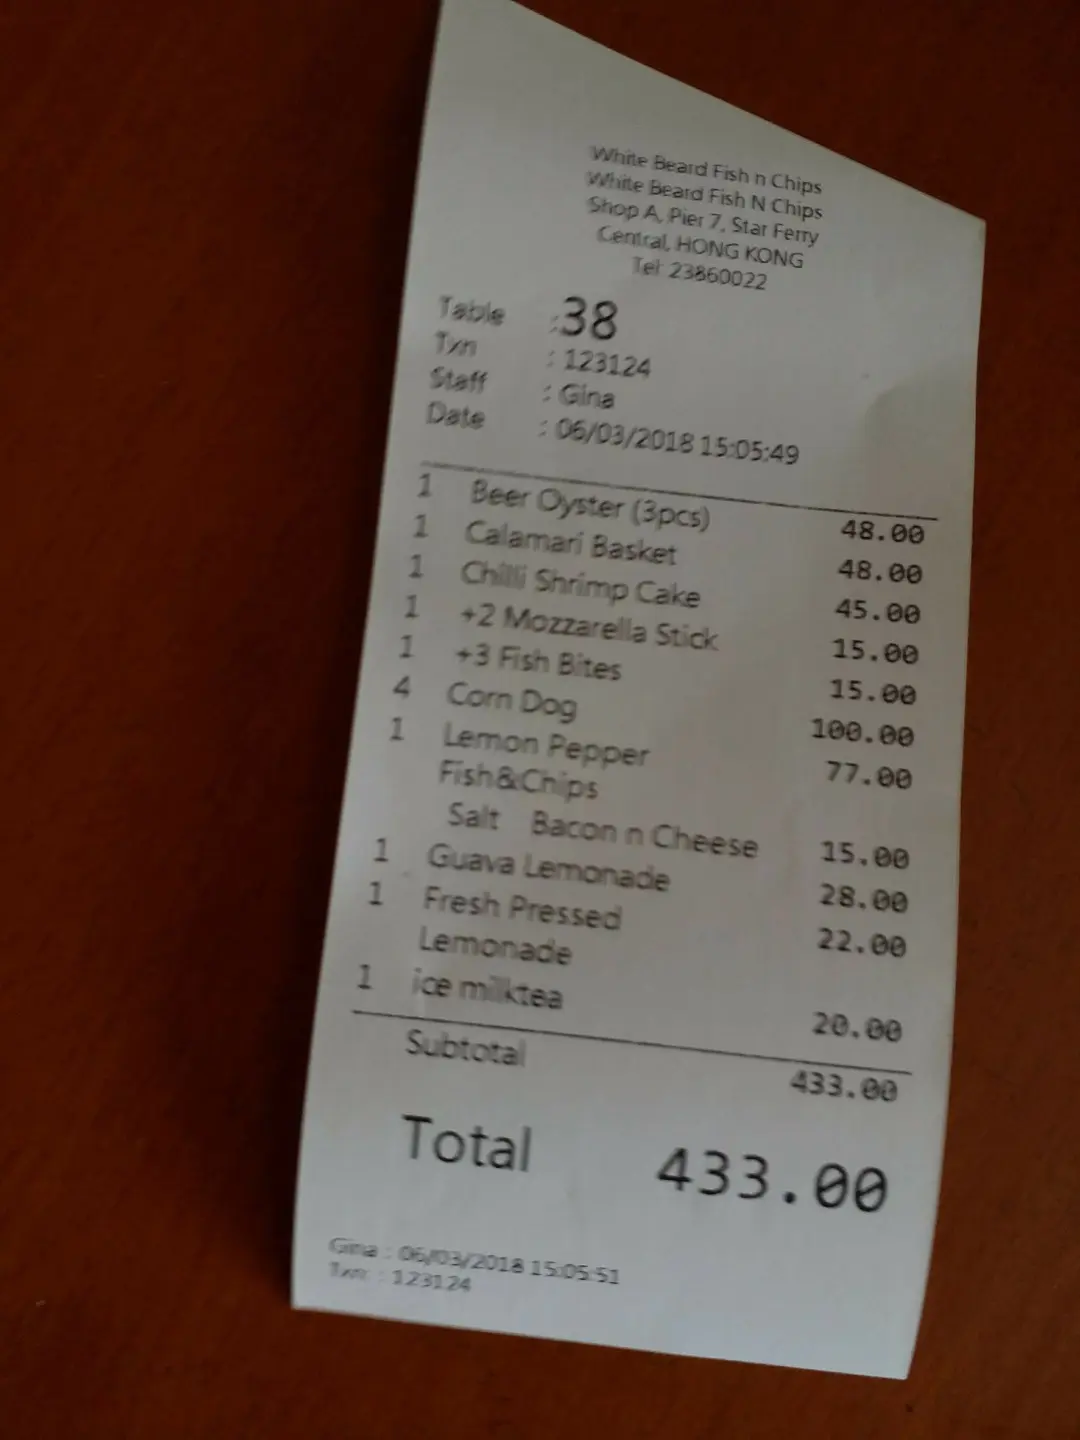 White Beard Fish n Chips
White Beard Fish N Chips
Shop A, Pier 7, Star Ferry
Central, HONG KONG
Tel: 23860022
Table :38
Txn : 123124
Staff : Gina
Date : 06/03/2018 15:05:49
1 Beer Oyster (3pcs) 48.00
1 Calamari Basket 48.00
1 Chilli Shrimp Cake 45.00
1 +2 Mozzarella Stick 15.00
1 +3 Fish Bites 15.00
4 Corn Dog 100.00
1 Lemon Pepper 77.00
Fish&Chips
Salt Bacon n Cheese 15.00
1 Guava Lemonade 28.00
1 Fresh Pressed 22.00
Lemonade
1 ice milktea 20.00
Subtotal 433.00
Total 433.00
Gina : 06/03/2018 15:05:51
Txn : 123124